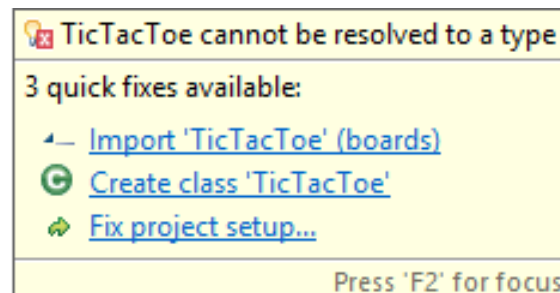 TicTacToe cannot be resolved to a type
3 quick fixes available:
Import 'TicTacToe' (boards)
Create class 'TicTacToe'
Fix project setup...
Press 'F2' for focus